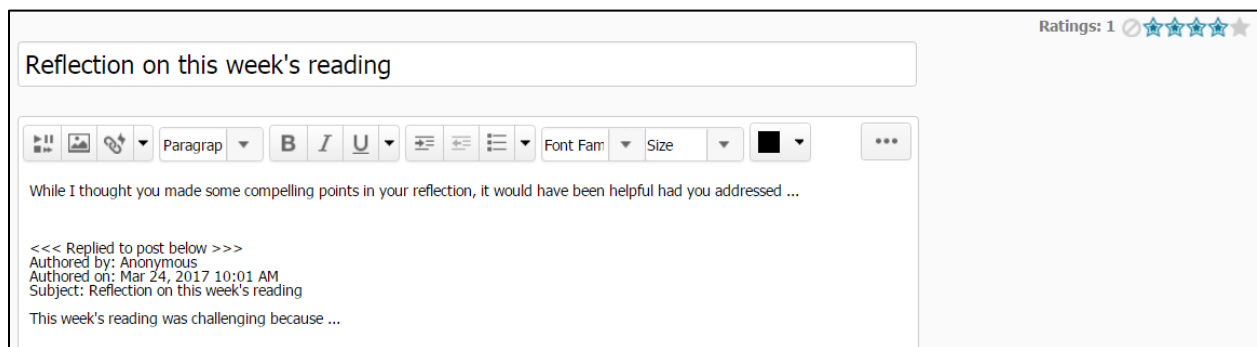 Ratings: 1
Reflection on this week's reading
Paragrap B I U Font Fam Size
While I thought you made some compelling points in your reflection, it would have been helpful had you addressed ...
<<< Replied to post below >>>
Authored by: Anonymous
Authored on: Mar 24, 2017 10:01 AM
Subject: Reflection on this week's reading
This week's reading was challenging because ...